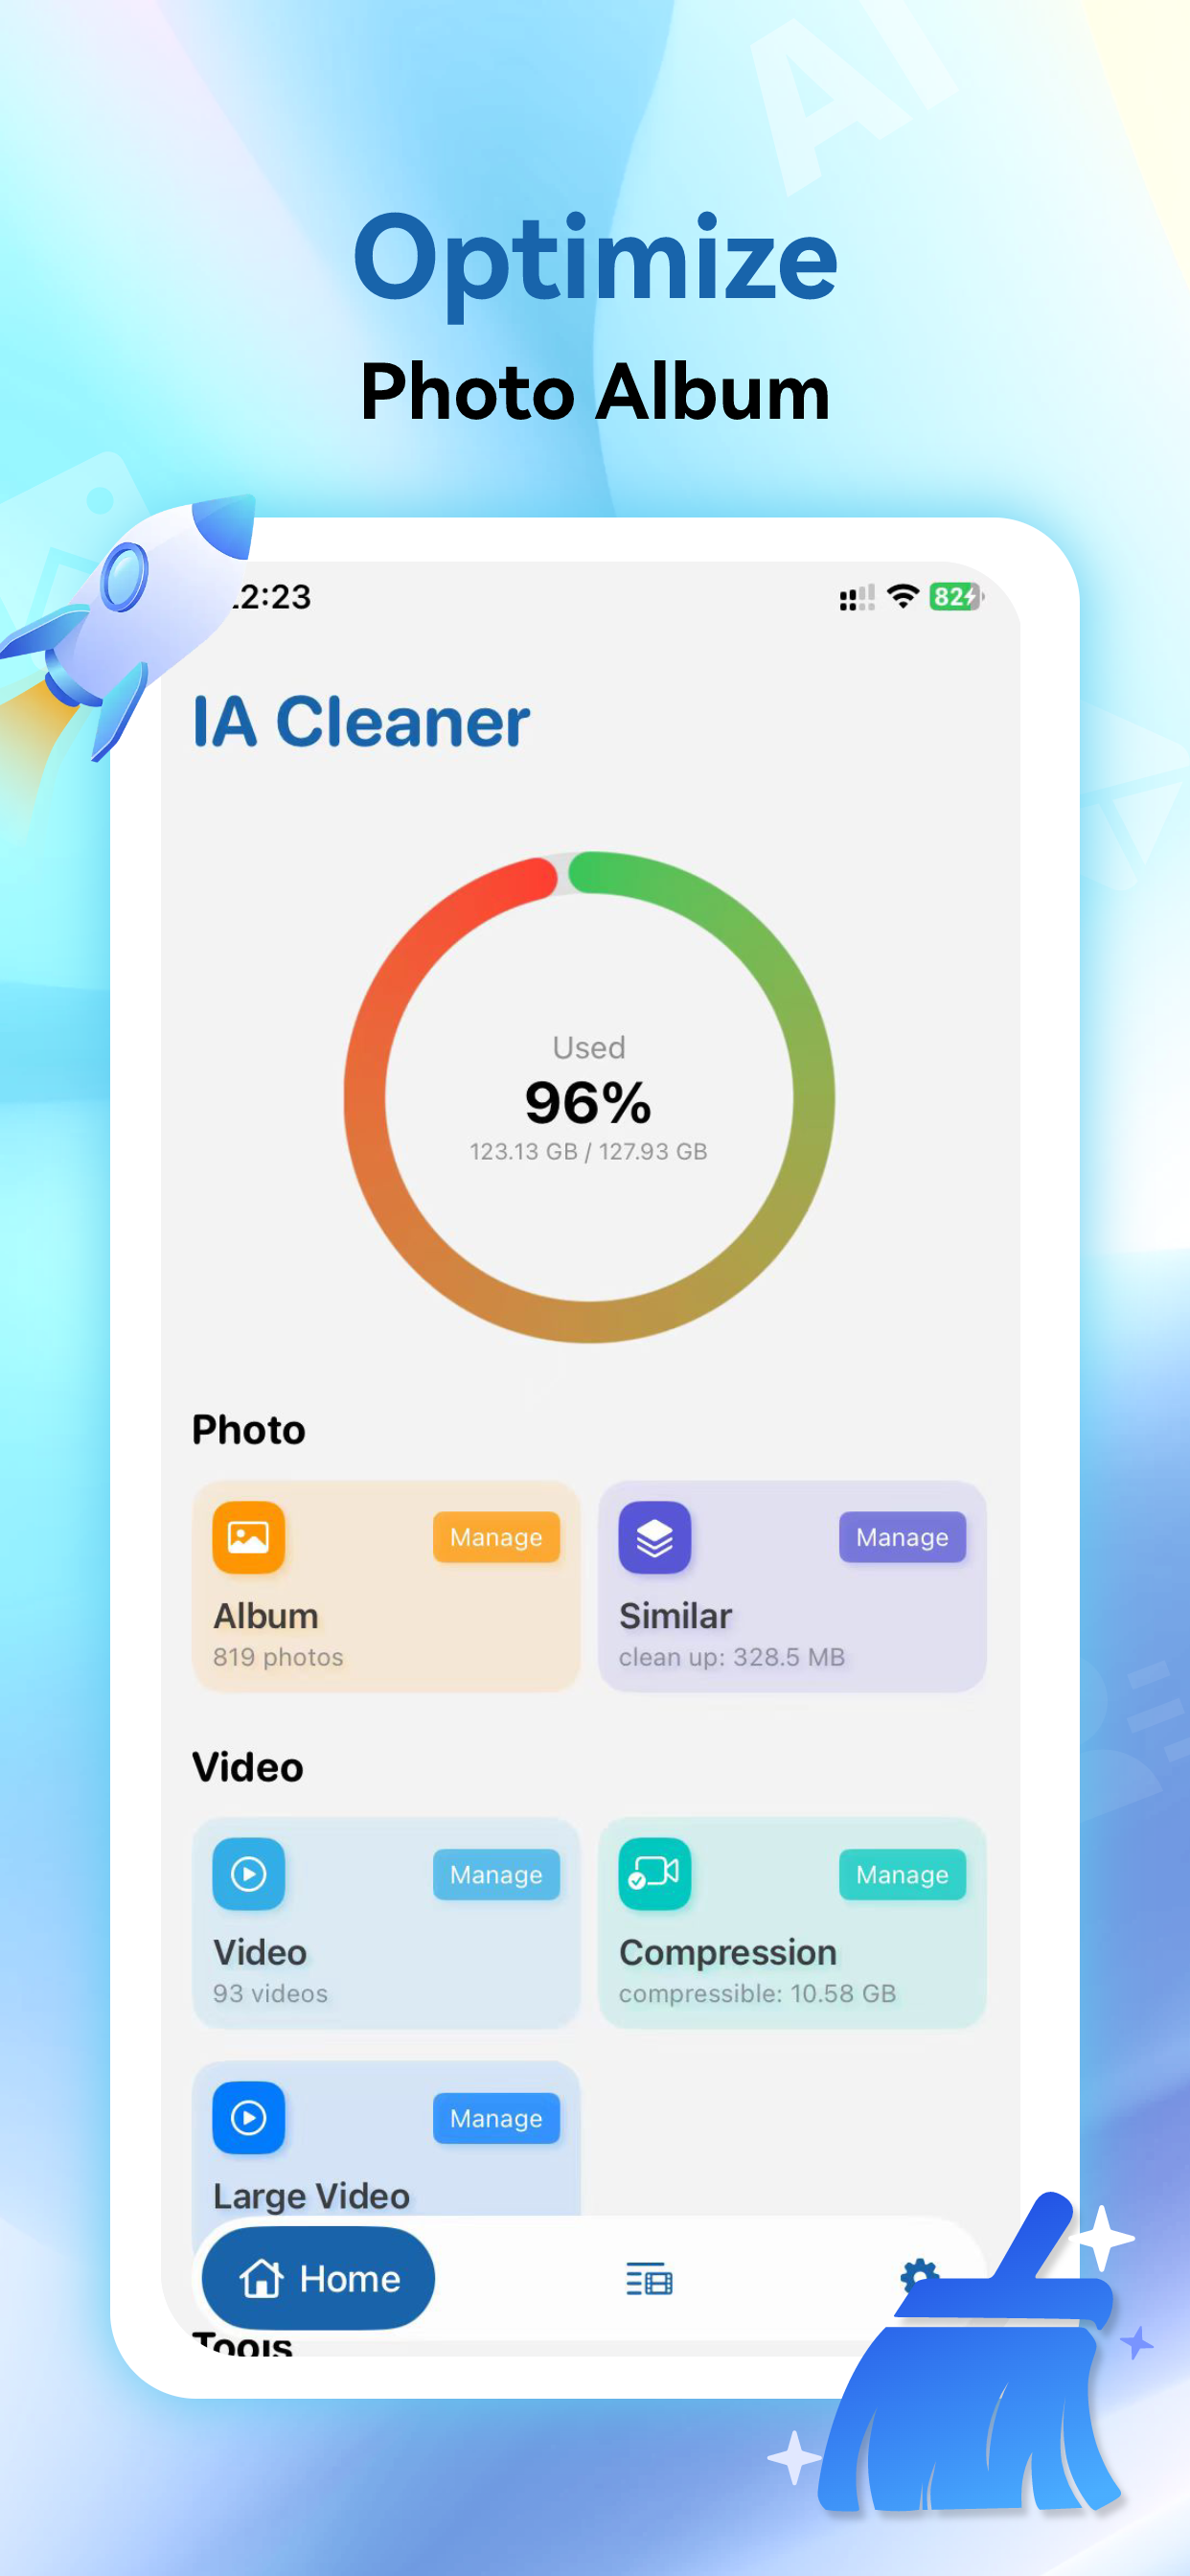 AI
Optimize
Photo Album
2:23
82
IA Cleaner
Used
96%
123.13 GB / 127.93 GB
Photo
Manage
Manage
Album
Similar
819 photos
clean up: 328.5 MB
Video
Manage
Manage
Video
Compression
93 videos
compressible: 10.58 GB
Manage
Large Video
Home
Tools